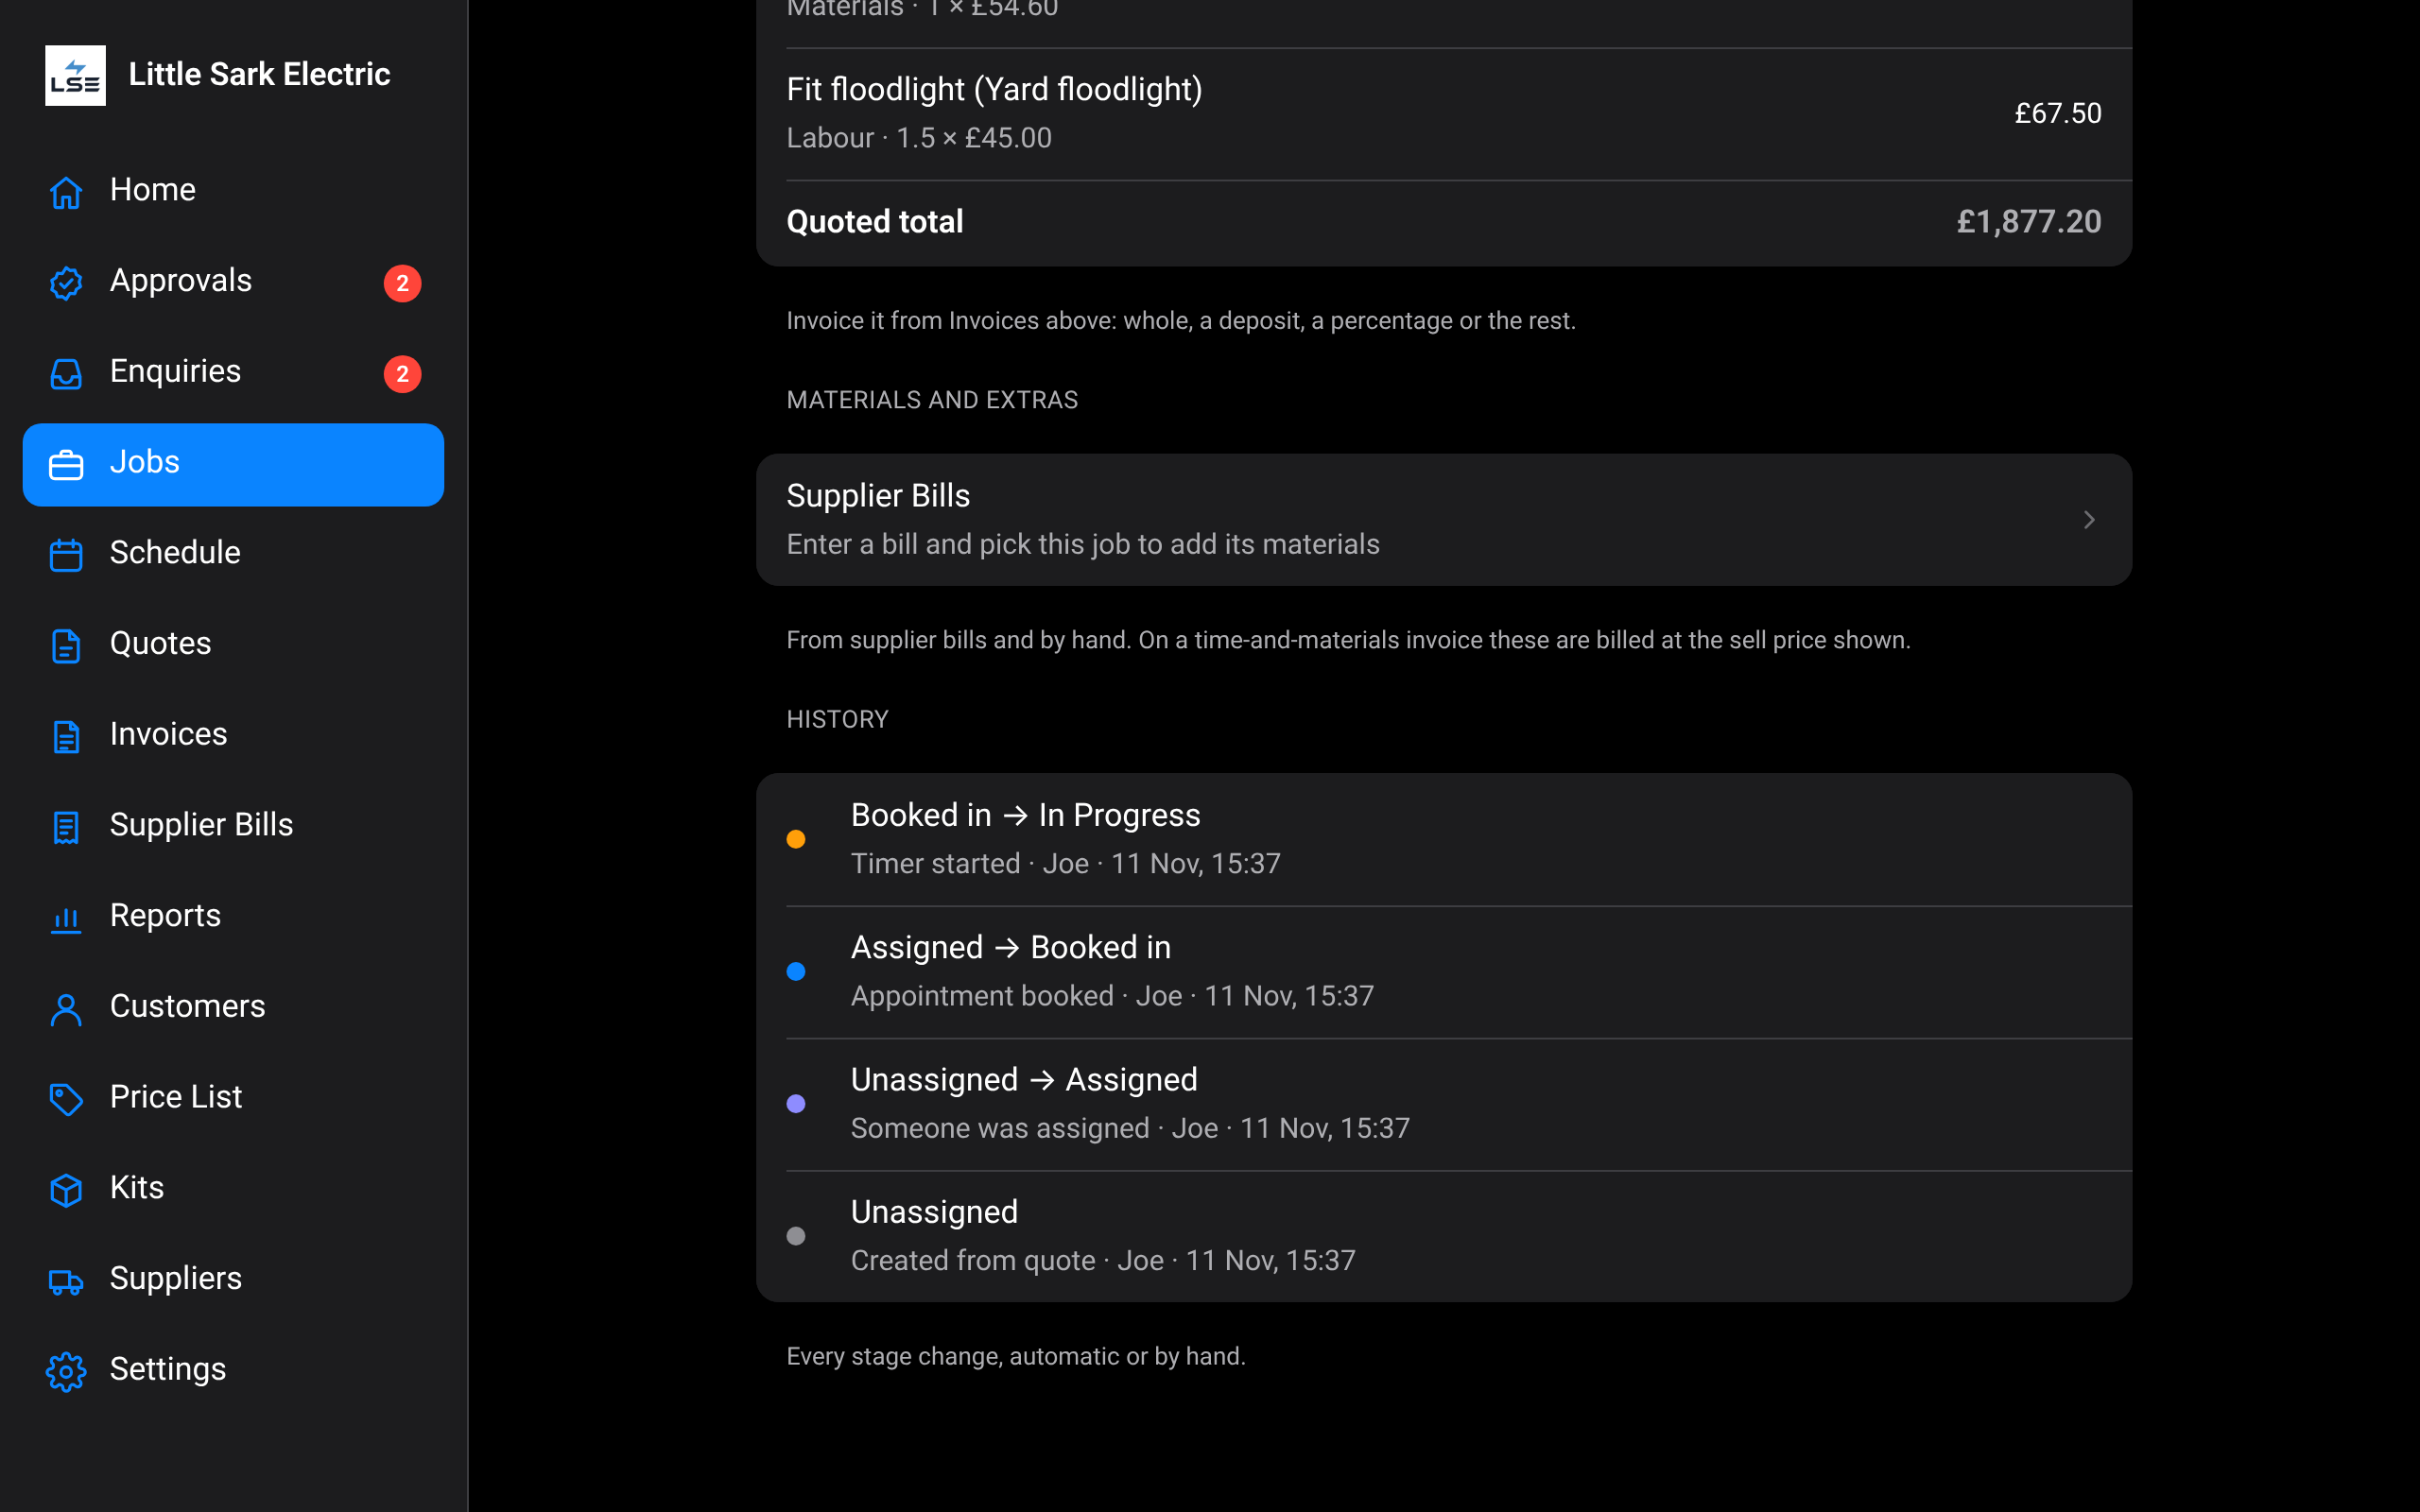 LSE
Little Sark Electric
Home
Approvals
2
Enquiries
2
Jobs
Schedule
Quotes
Invoices
Supplier Bills
Reports
Customers
Price List
Kits
Suppliers
Settings
Materials · 1 × £54.60
Fit floodlight (Yard floodlight)
£67.50
Labour · 1.5 × £45.00
Quoted total
£1,877.20
Invoice it from Invoices above: whole, a deposit, a percentage or the rest.
MATERIALS AND EXTRAS
Supplier Bills
Enter a bill and pick this job to add its materials
From supplier bills and by hand. On a time-and-materials invoice these are billed at the sell price shown.
HISTORY
Booked in → In Progress
Timer started · Joe · 11 Nov, 15:37
Assigned → Booked in
Appointment booked · Joe · 11 Nov, 15:37
Unassigned → Assigned
Someone was assigned · Joe · 11 Nov, 15:37
Unassigned
Created from quote · Joe · 11 Nov, 15:37
Every stage change, automatic or by hand.